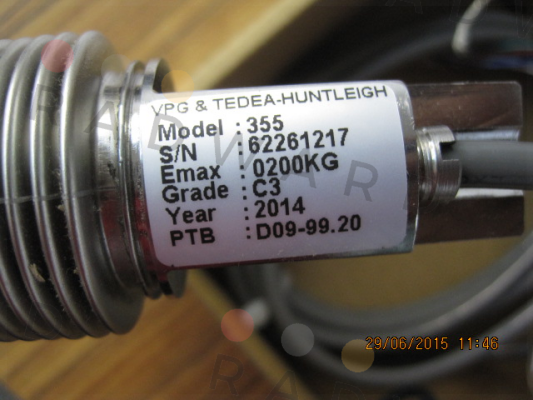 VPG & TEDEA-HUNTLEIGH
Model : 355
S/N : 62261217
Emax : 0200KG
Grade : C3
Year : 2014
PTB : D09-99.20
29/06/2015 11:46